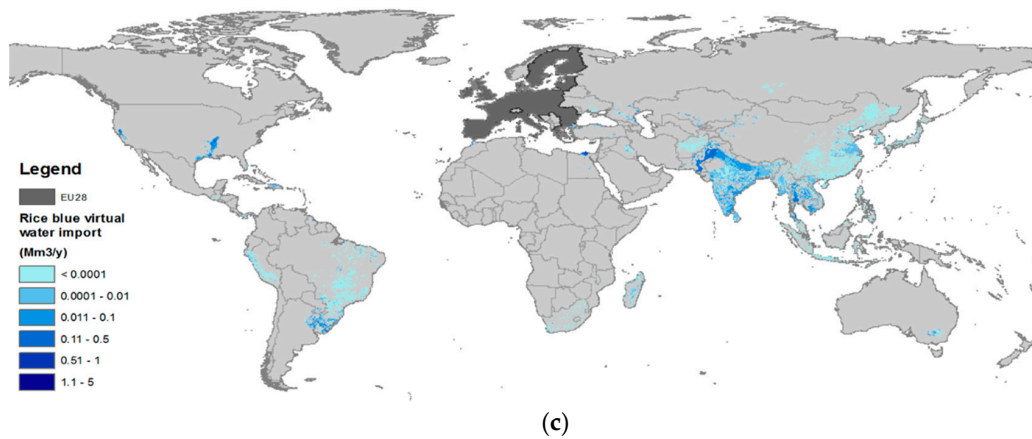 Legend
EU28
Rice blue virtual
water import
(Mm3/y)
< 0.0001
0.0001 - 0.01
0.011 - 0.1
0.11 - 0.5
0.51 - 1
1.1 - 5
(c)